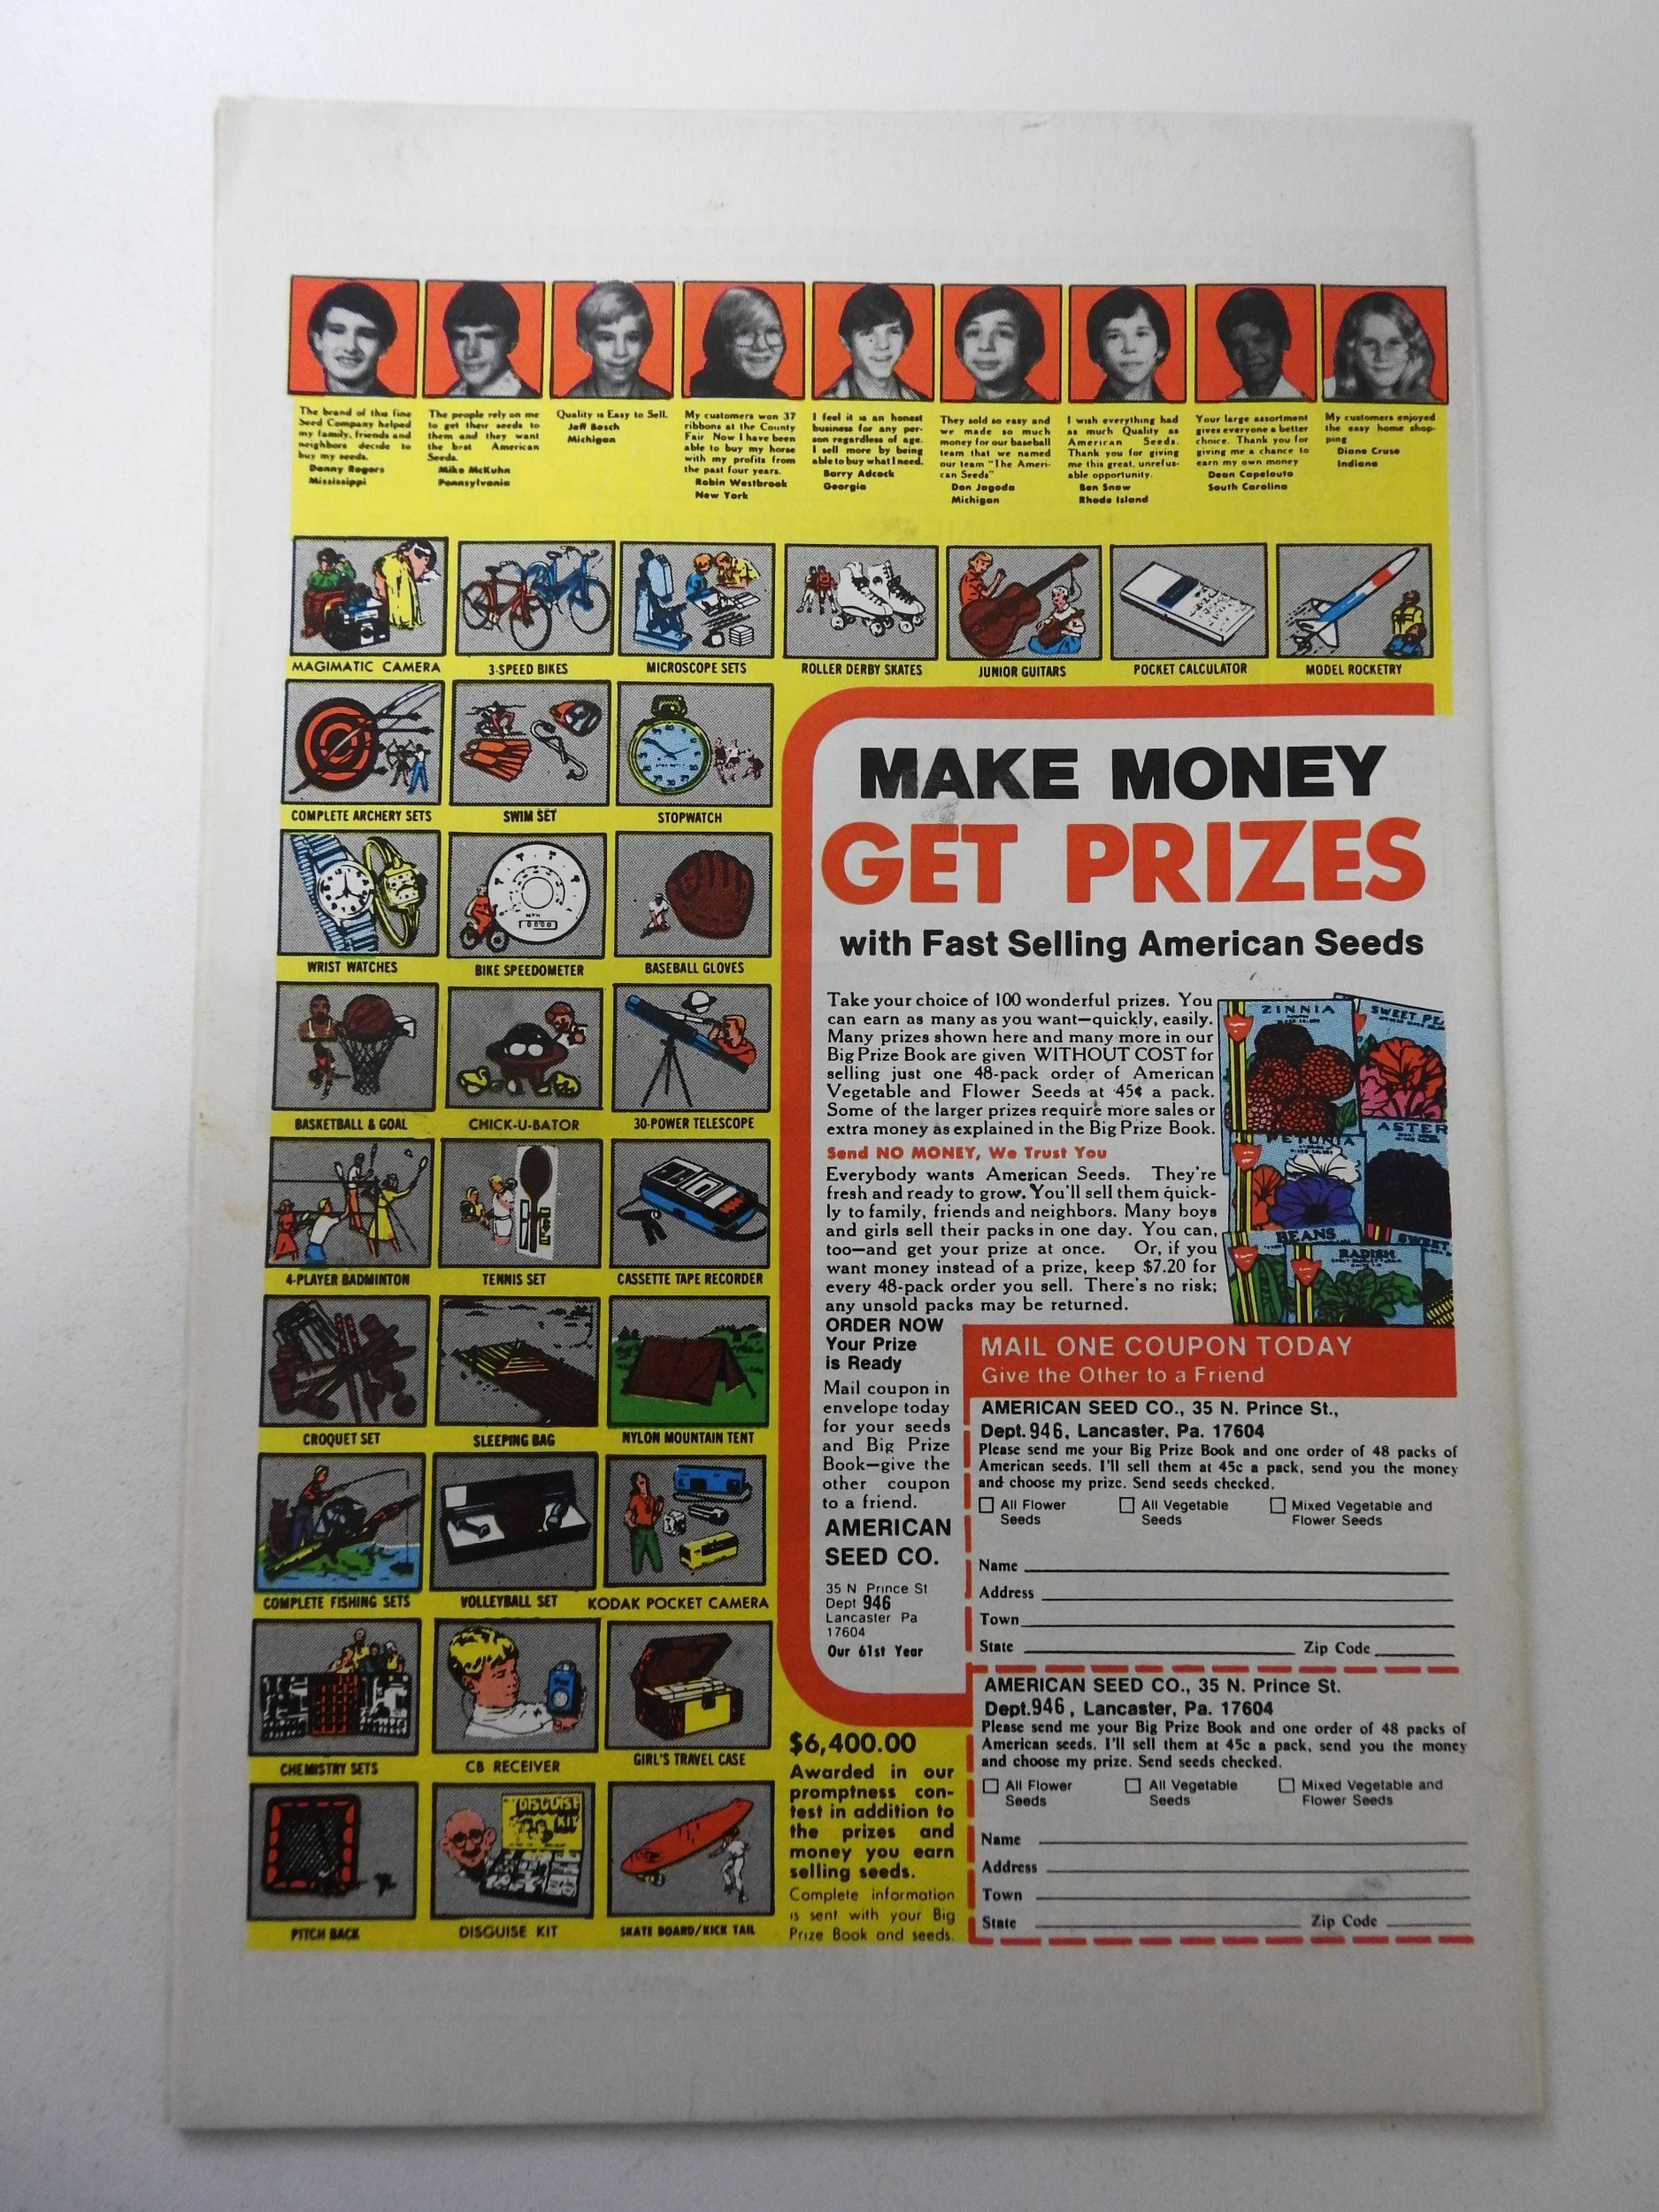 The brand of this fine
Seed Company helped
my family, friends and
neighbors decide to
buy my seeds.
Danny Rogers
Mississippi
The people rely on me
to get their seeds to
them and they want
the best American
Seeds.
Mike McKuhn
Pennsylvania
Quality is Easy to Sell.
Jeff Bosch
Michigan
My customers won 37
ribbons at the County
Fair Now I have been
able to buy my horse
with my profits from
the past four years.
Robin Westbrook
New York
I feel it is an honest
business for any per-
son regardless of age.
I sell more by being
able to buy what I need.
Barry Adcock
Georgia
They sold so easy and
we made so much
money for our baseball
team that we named
our team "The Ameri-
can Seeds"
Dan Jagoda
Michigan
I wish everything had
as much Quality as
American Seeds.
Thank you for giving
me this great, unrefus-
able opportunity.
Ben Snow
Rhode Island
Your large assortment
gives everyone a better
choice. Thank you for
giving me a chance to
earn my own money
Dean Capelouto
South Carolina
My customers enjoyed
the easy home shop-
ping
Diane Cruse
Indiana
MAGIMATIC CAMERA
3-SPEED BIKES
MICROSCOPE SETS
ROLLER DERBY SKATES
JUNIOR GUITARS
POCKET CALCULATOR
MODEL ROCKETRY
COMPLETE ARCHERY SETS
SWIM SET
STOPWATCH
WRIST WATCHES
MPH
BIKE SPEEDOMETER
BASEBALL GLOVES
BASKETBALL & GOAL
CHICK-U-BATOR
30-POWER TELESCOPE
4-PLAYER BADMINTON
TENNIS SET
CASSETTE TAPE RECORDER
CROQUET SET
SLEEPING BAG
NYLON MOUNTAIN TENT
COMPLETE FISHING SETS
VOLLEYBALL SET
KODAK POCKET CAMERA
CHEMISTRY SETS
CB RECEIVER
GIRL'S TRAVEL CASE
PITCH BACK
DISGUISE KIT
DISGUISE KIT
SKATE BOARD/KICK TAIL
MAKE MONEY
GET PRIZES
with Fast Selling American Seeds
Take your choice of 100 wonderful prizes. You
can earn as many as you want—quickly, easily.
Many prizes shown here and many more in our
Big Prize Book are given WITHOUT COST for
selling just one 48-pack order of American
Vegetable and Flower Seeds at 45¢ a pack.
Some of the larger prizes require more sales or
extra money as explained in the Big Prize Book.
Send NO MONEY, We Trust You
Everybody wants American Seeds. They're
fresh and ready to grow. You'll sell them quick-
ly to family, friends and neighbors. Many boys
and girls sell their packs in one day. You can,
too—and get your prize at once. Or, if you
want money instead of a prize, keep $7.20 for
every 48-pack order you sell. There's no risk;
any unsold packs may be returned.
ZINNIA
SWEET PE
ASTER
PETUNIA
BEANS
RADISH
SWEET
ORDER NOW
Your Prize
is Ready
Mail coupon in
envelope today
for your seeds
and Big Prize
Book—give the
other coupon
to a friend.
AMERICAN
SEED CO.
35 N Prince St
Dept 946
Lancaster Pa
17604
Our 61st Year
$6,400.00
Awarded in our
promptness con-
test in addition to
the prizes and
money you earn
selling seeds.
Complete information
is sent with your Big
Prize Book and seeds.
MAIL ONE COUPON TODAY
Give the Other to a Friend
AMERICAN SEED CO., 35 N. Prince St.,
Dept. 946, Lancaster, Pa. 17604
Please send me your Big Prize Book and one order of 48 packs of
American seeds. I'll sell them at 45c a pack, send you the money
and choose my prize. Send seeds checked.
All Flower Seeds
All Vegetable Seeds
Mixed Vegetable and Flower Seeds
Name
Address
Town
State Zip Code
AMERICAN SEED CO., 35 N. Prince St.
Dept. 946, Lancaster, Pa. 17604
Please send me your Big Prize Book and one order of 48 packs of
American seeds. I'll sell them at 45c a pack, send you the money
and choose my prize. Send seeds checked.
All Flower Seeds
All Vegetable Seeds
Mixed Vegetable and Flower Seeds
Name
Address
Town
State Zip Code